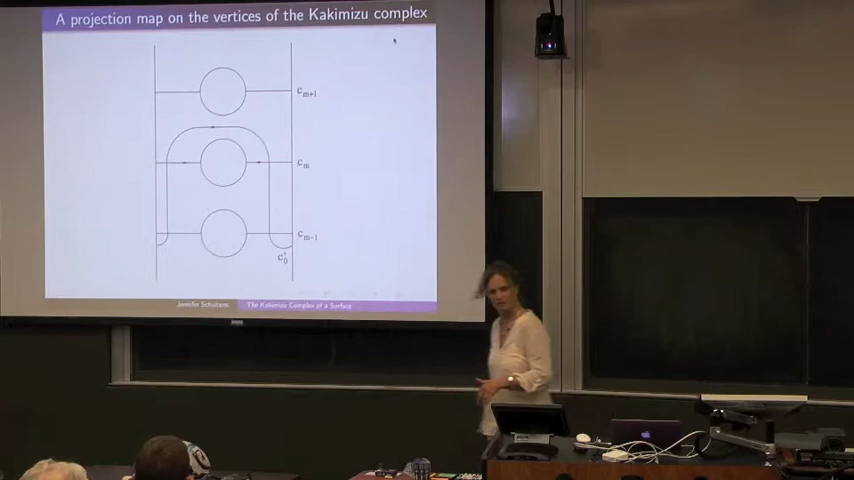 A projection map on the vertices of the Kakimizu complex
c_{m+1}
c_m
c_{m-1}
c'_0
Jennifer Schultens
The Kakimizu Complex of a Surface